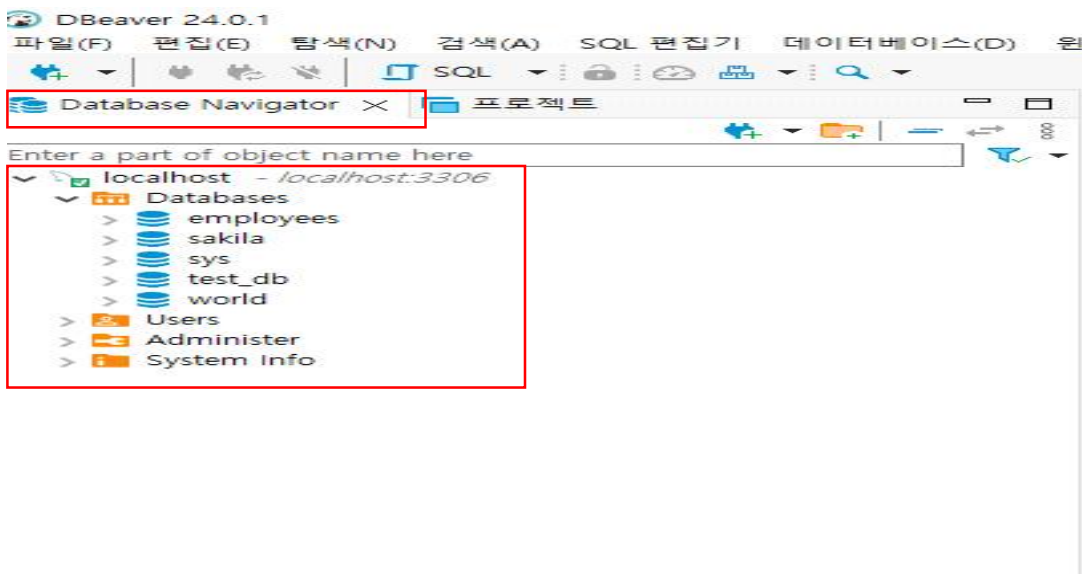 DBeaver 24.0.1
파일(F) 편집(E) 탐색(N) 검색(A) SQL 편집기 데이터베이스(D) 윈
SQL
Database Navigator 프로젝트
Enter a part of object name here
localhost - localhost:3306
Databases
employees
sakila
sys
test_db
world
Users
Administer
System Info